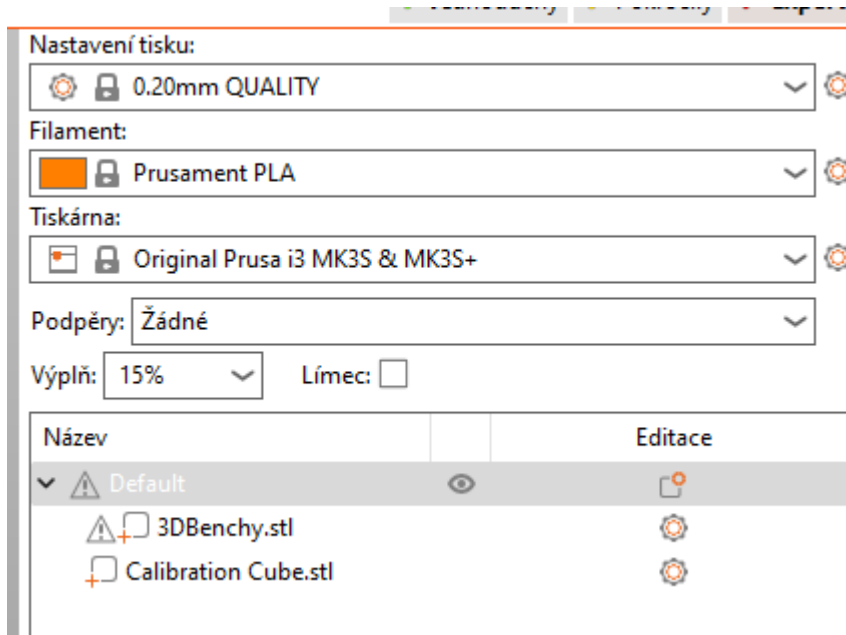 Nastavení tisku:
0.20mm QUALITY
Filament:
Prusament PLA
Tiskárna:
Original Prusa i3 MK3S & MK3S+
Podpěry: Žádné
Výplň: 15% Límec:
Název Editace
Default
3DBenchy.stl
Calibration Cube.stl